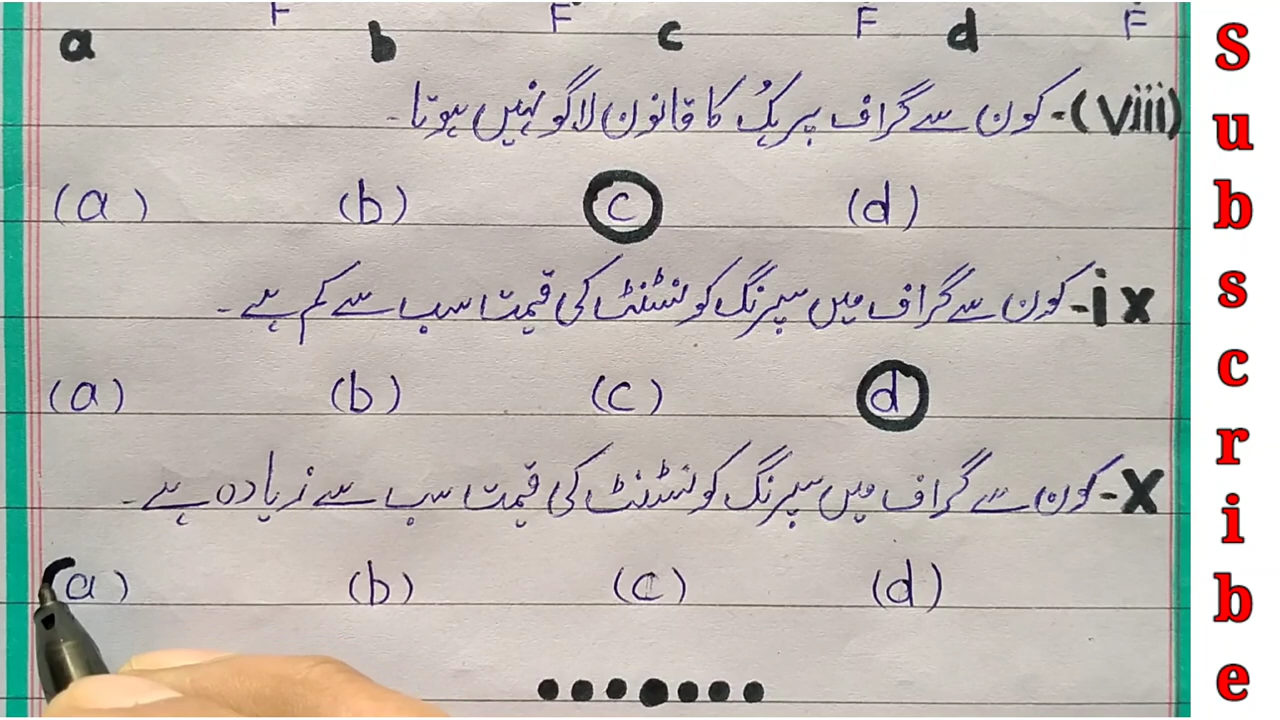 F F F F
a b c d
(viii)- کون سے گراف پر ہُک کا قانون لاگو نہیں ہوتا۔
(a) (b) (c) (d)
ix- کون سے گراف میں سپرنگ کونسٹنٹ کی قیمت سب سے کم ہے۔
(a) (b) (c) (d)
X- کون سے گراف میں سپرنگ کونسٹنٹ کی قیمت سب سے زیادہ ہے۔
(a) (b) (c) (d)
Subscribe